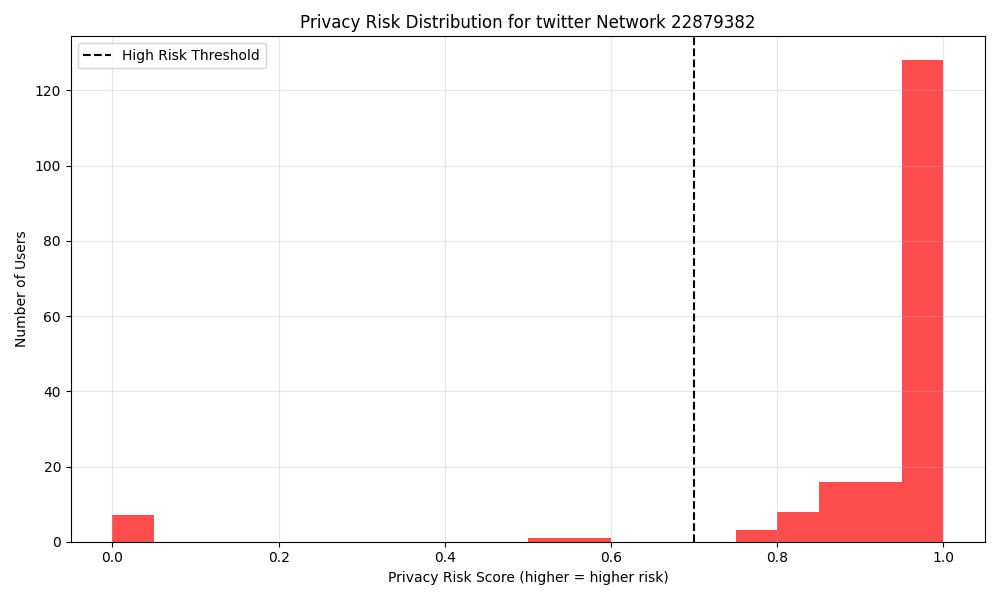 Privacy Risk Distribution for twitter Network 22879382
High Risk Threshold
120
100
80
60
40
20
0
Number of Users
0.0 0.2 0.4 0.6 0.8 1.0
Privacy Risk Score (higher = higher risk)